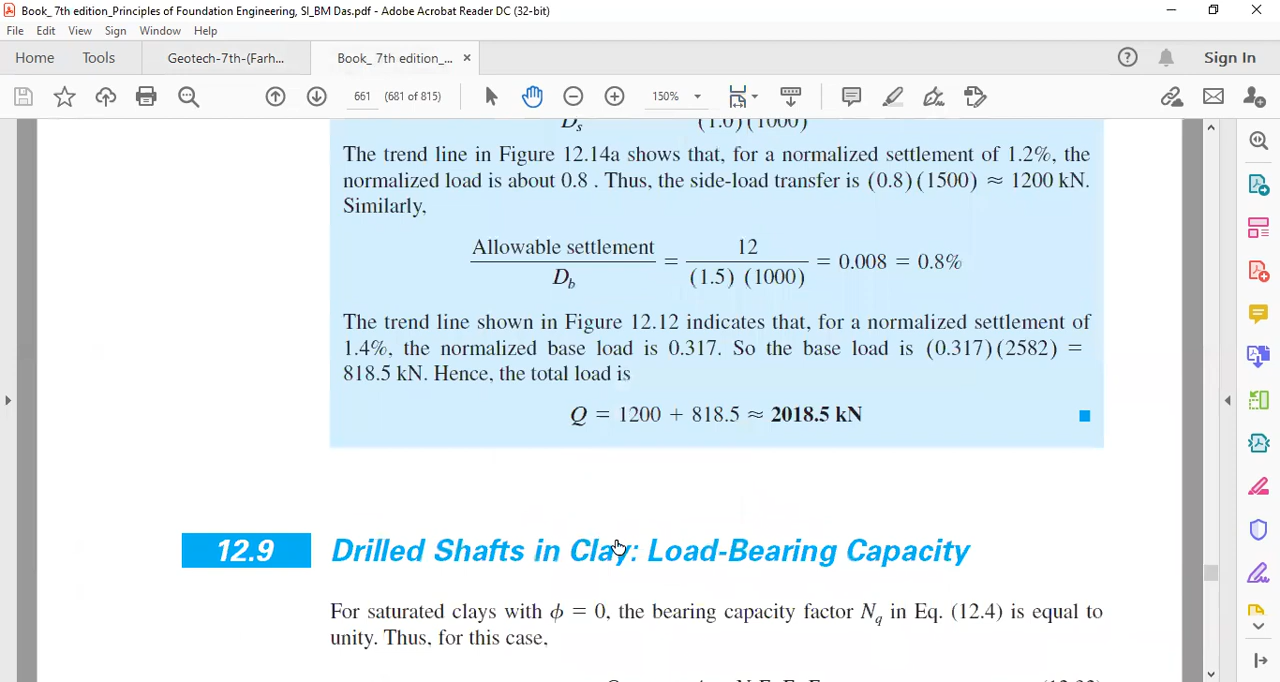 Book_ 7th edition_Principles of Foundation Engineering, SI_BM Das.pdf - Adobe Acrobat Reader DC (32-bit)
File Edit View Sign Window Help
Home Tools Geotech-7th-(Farh... Book_ 7th edition_... × Sign In
661 (681 of 815) 150%
D_s (1.0)(1000)
The trend line in Figure 12.14a shows that, for a normalized settlement of 1.2%, the
normalized load is about 0.8 . Thus, the side-load transfer is (0.8)(1500) ≈ 1200 kN.
Similarly,
Allowable settlement / D_b = 12 / (1.5) (1000) = 0.008 = 0.8%
The trend line shown in Figure 12.12 indicates that, for a normalized settlement of
1.4%, the normalized base load is 0.317. So the base load is (0.317)(2582) =
818.5 kN. Hence, the total load is
Q = 1200 + 818.5 ≈ 2018.5 kN
12.9 Drilled Shafts in Clay: Load-Bearing Capacity
For saturated clays with ϕ = 0, the bearing capacity factor N_q in Eq. (12.4) is equal to
unity. Thus, for this case,